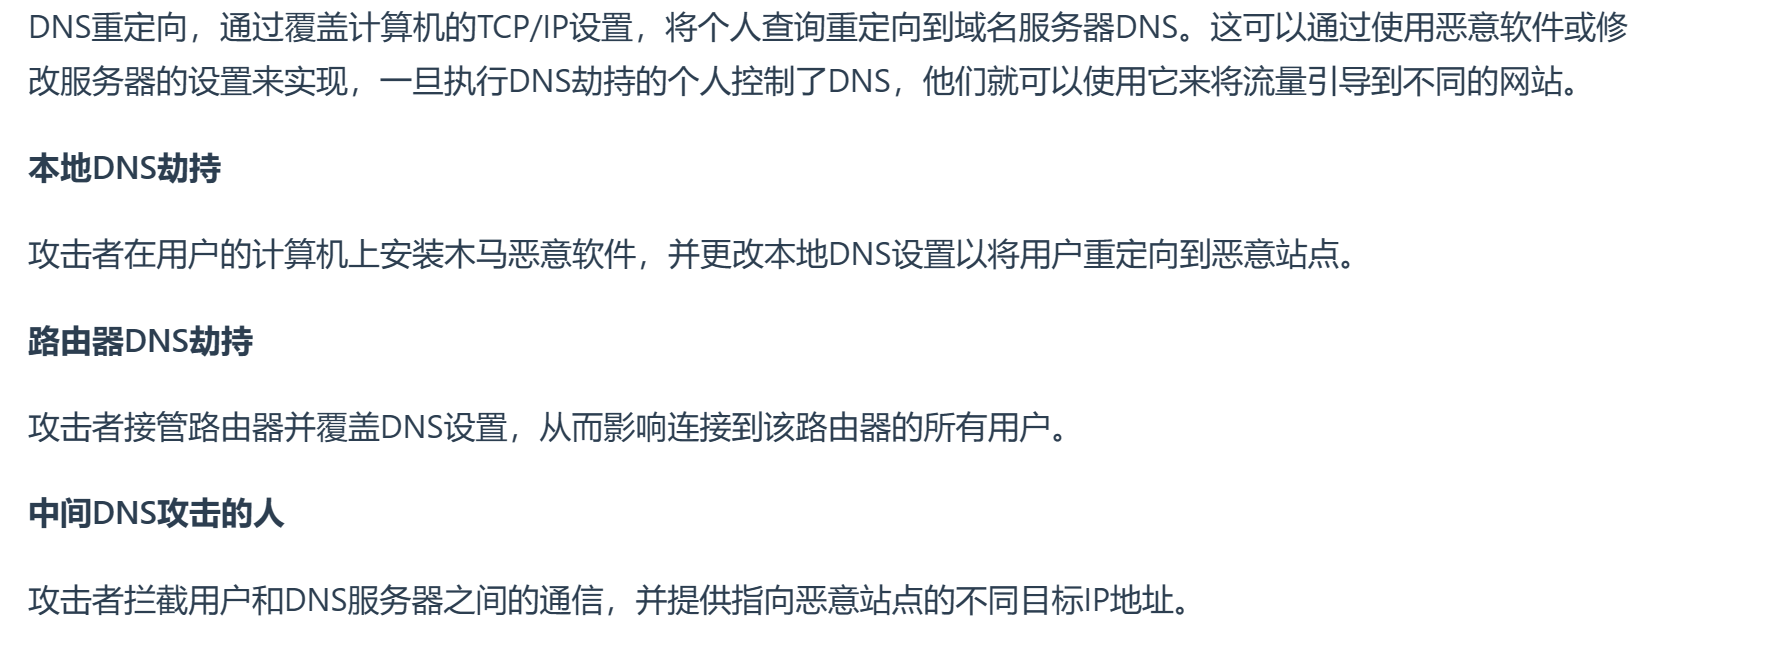 DNS重定向，通过覆盖计算机的TCP/IP设置，将个人查询重定向到域名服务器DNS。这可以通过使用恶意软件或修
改服务器的设置来实现，一旦执行DNS劫持的个人控制了DNS，他们就可以使用它来将流量引导到不同的网站。
本地DNS劫持
攻击者在用户的计算机上安装木马恶意软件，并更改本地DNS设置以将用户重定向到恶意站点。
路由器DNS劫持
攻击者接管路由器并覆盖DNS设置，从而影响连接到该路由器的所有用户。
中间DNS攻击的人
攻击者拦截用户和DNS服务器之间的通信，并提供指向恶意站点的不同目标IP地址。